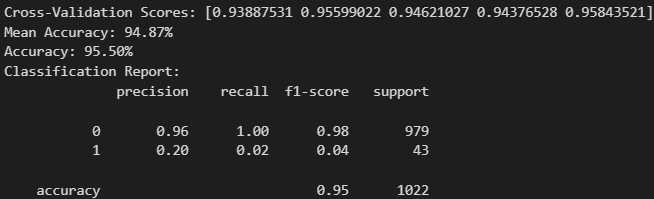 Cross-Validation Scores: [0.93887531 0.95599022 0.94621027 0.94376528 0.95843521]
Mean Accuracy: 94.87%
Accuracy: 95.50%
Classification Report:
precision recall f1-score support
0 0.96 1.00 0.98 979
1 0.20 0.02 0.04 43
accuracy 0.95 1022